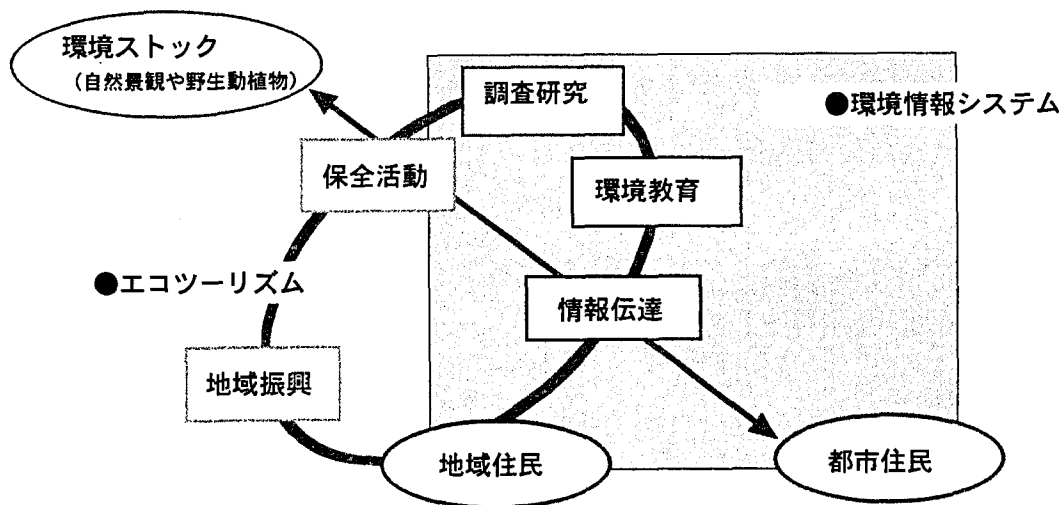 環境ストック
(自然景観や野生動植物)
調査研究
●環境情報システム
保全活動
環境教育
●エコツーリズム
情報伝達
地域振興
地域住民
都市住民